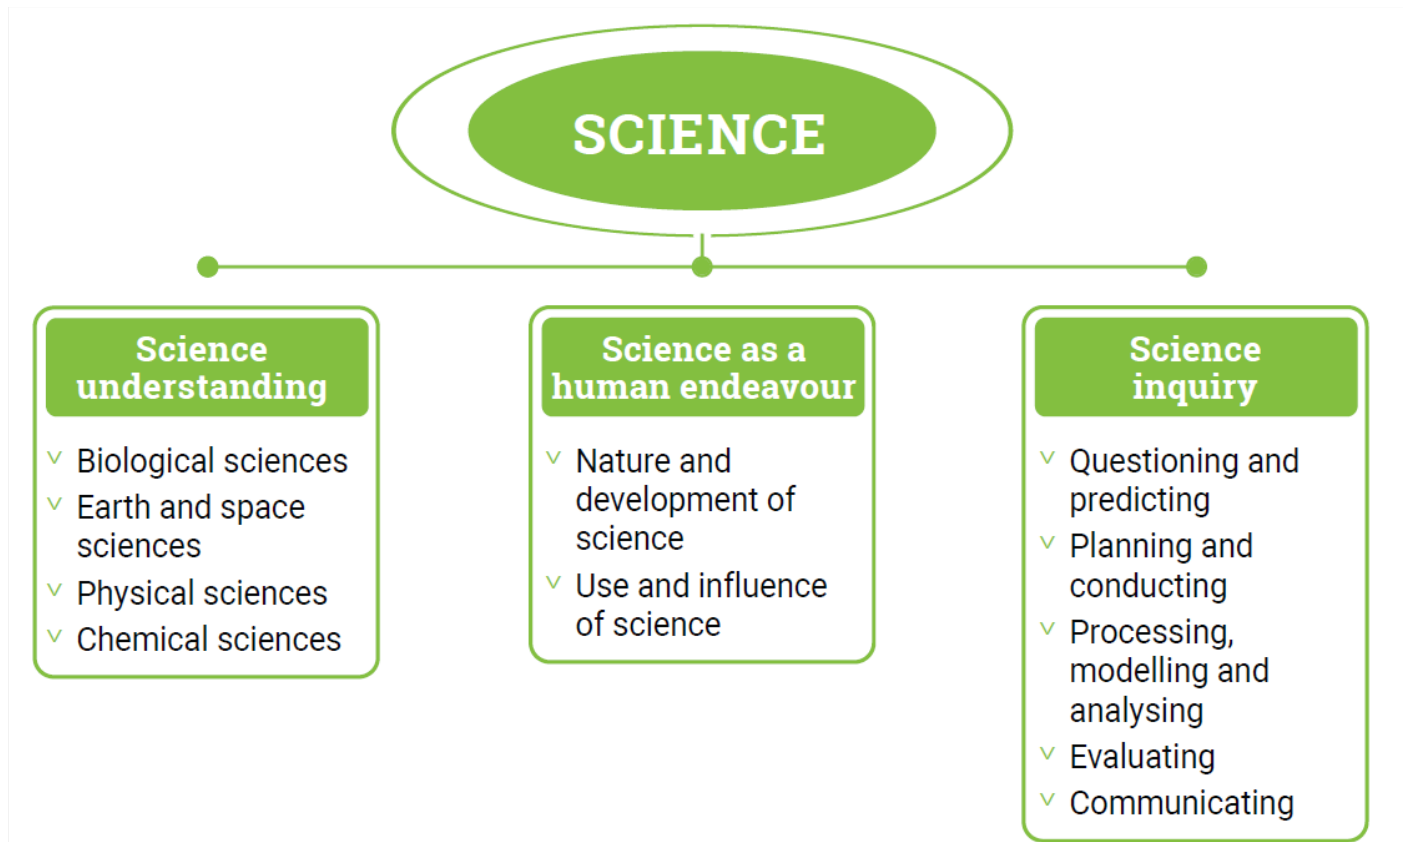 SCIENCE
Science
understanding
Biological sciences
Earth and space
sciences
Physical sciences
Chemical sciences
Science as a
human endeavour
Nature and
development of
science
Use and influence
of science
Science
inquiry
Questioning and
predicting
Planning and
conducting
Processing,
modelling and
analysing
Evaluating
Communicating